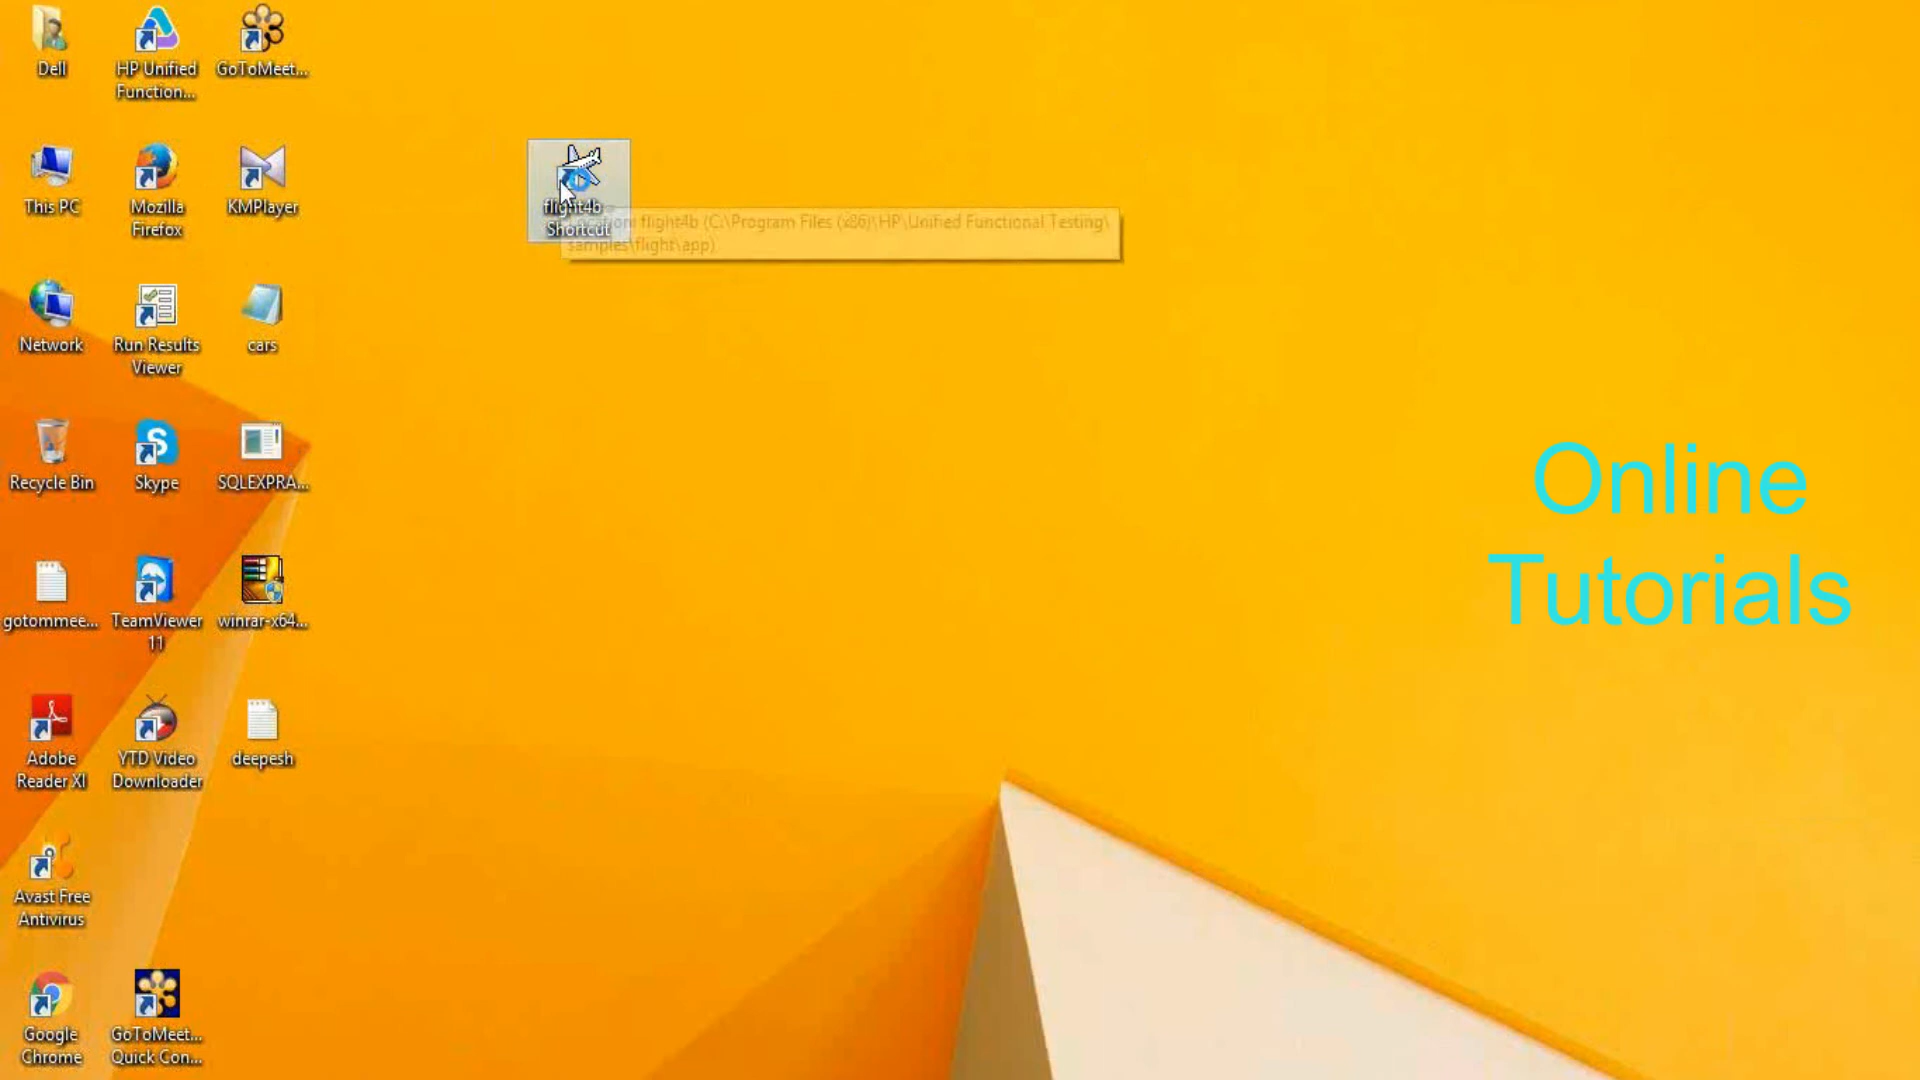 Dell
HP Unified
Function...
GoToMeet...
This PC
Mozilla
Firefox
KMPlayer
flight4b
Shortcut
Location: flight4b (C:\Program Files (x86)\HP\Unified Functional Testing\
samples\flight\app)
Network
Run Results
Viewer
cars
Recycle Bin
Skype
SQLEXPRA...
Online
Tutorials
gotommee...
TeamViewer
11
winrar-x64...
Adobe
Reader XI
YTD Video
Downloader
deepesh
Avast Free
Antivirus
Google
Chrome
GoToMeet...
Quick Con...